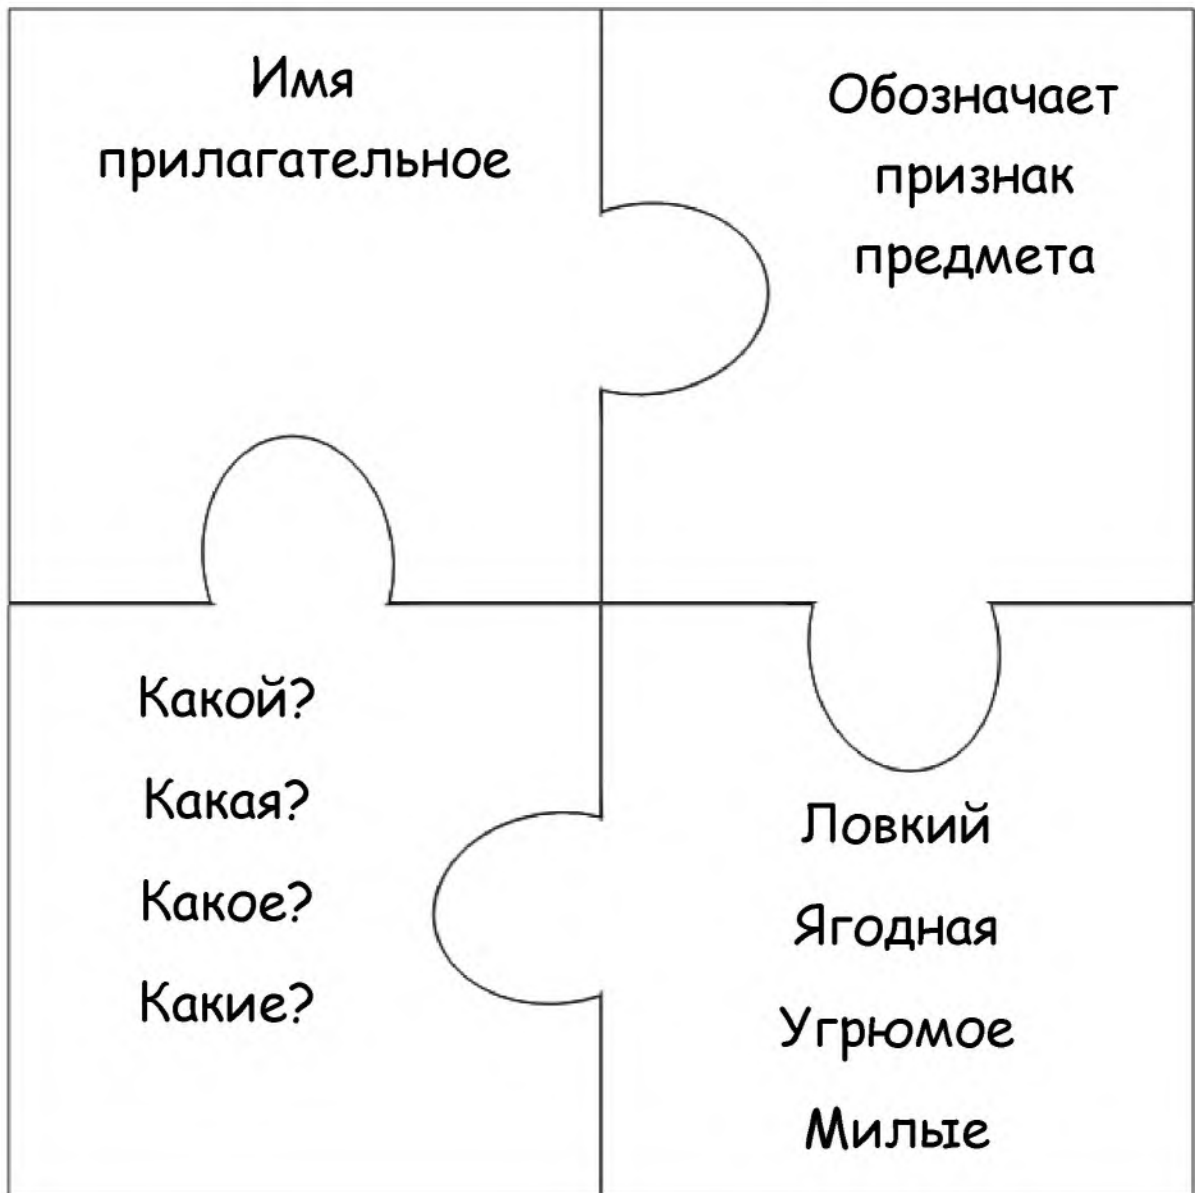 Имя
прилагательное
Обозначает
признак
предмета
Какой?
Какая?
Какое?
Какие?
Ловкий
Ягодная
Угрюмое
Милые